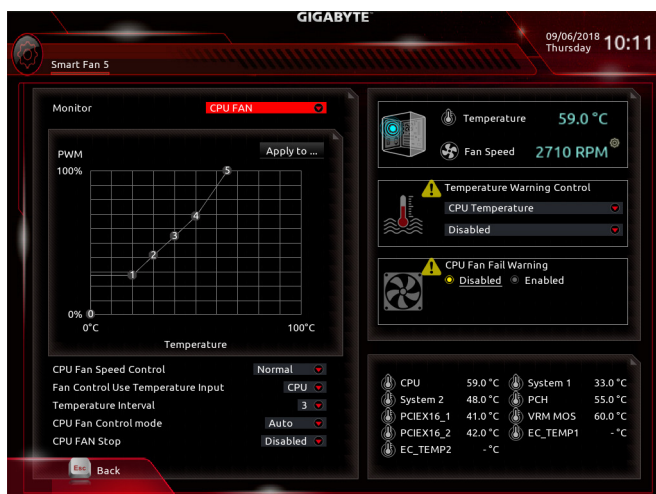 GIGABYTE™
09/06/2018
Thursday 10:11
Smart Fan 5
Monitor CPU FAN
PWM Apply to ...
100%
5
4
3
2
1
0% 0
0°C 100°C
Temperature
CPU Fan Speed Control Normal
Fan Control Use Temperature Input CPU
Temperature Interval 3
CPU Fan Control mode Auto
CPU FAN Stop Disabled
Esc Back
Temperature 59.0 °C
Fan Speed 2710 RPM
Temperature Warning Control
CPU Temperature
Disabled
CPU Fan Fail Warning
Disabled Enabled
CPU 59.0 °C System 1 33.0 °C
System 2 48.0 °C PCH 55.0 °C
PCIEX16_1 41.0 °C VRM MOS 60.0 °C
PCIEX16_2 42.0 °C EC_TEMP1 - °C
EC_TEMP2 - °C